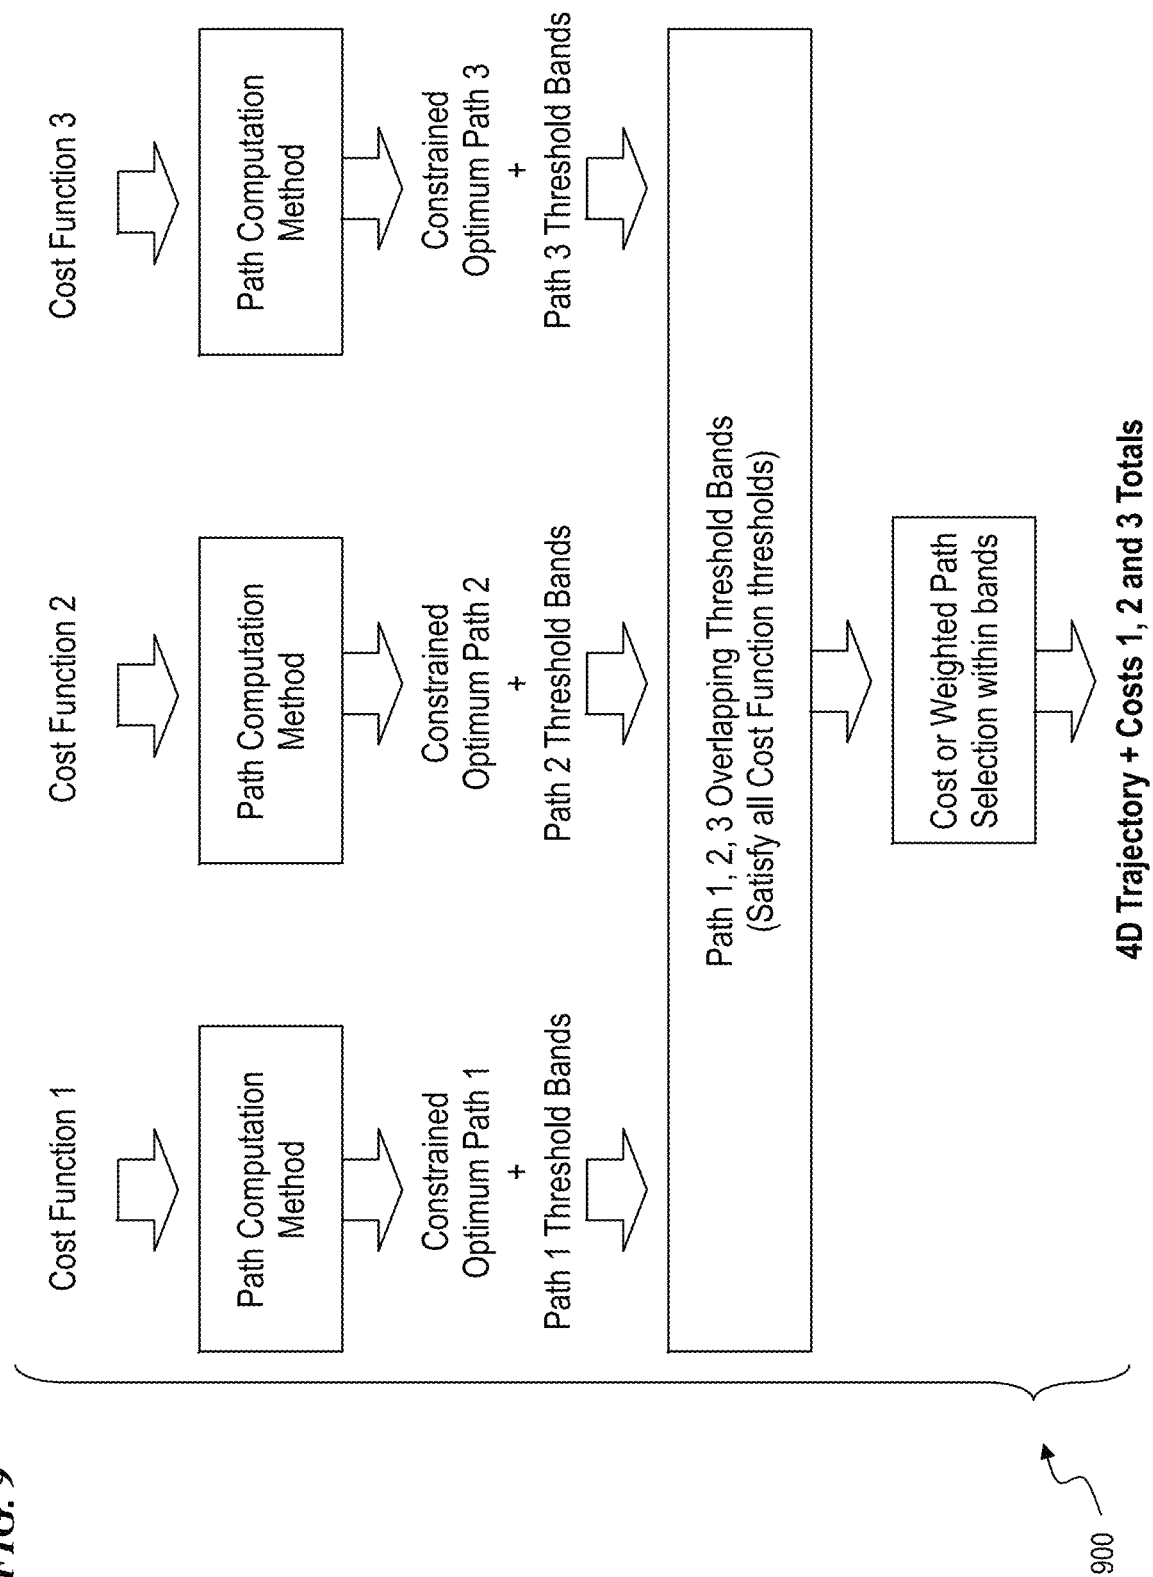 FIG. 9
Cost Function 1
Cost Function 2
Cost Function 3
Path Computation
Method
Path Computation
Method
Path Computation
Method
Constrained
Optimum Path 1
+
Path 1 Threshold Bands
Constrained
Optimum Path 2
+
Path 2 Threshold Bands
Constrained
Optimum Path 3
+
Path 3 Threshold Bands
Path 1, 2, 3 Overlapping Threshold Bands
(Satisfy all Cost Function thresholds)
Cost or Weighted Path
Selection within bands
4D Trajectory + Costs 1, 2 and 3 Totals
900